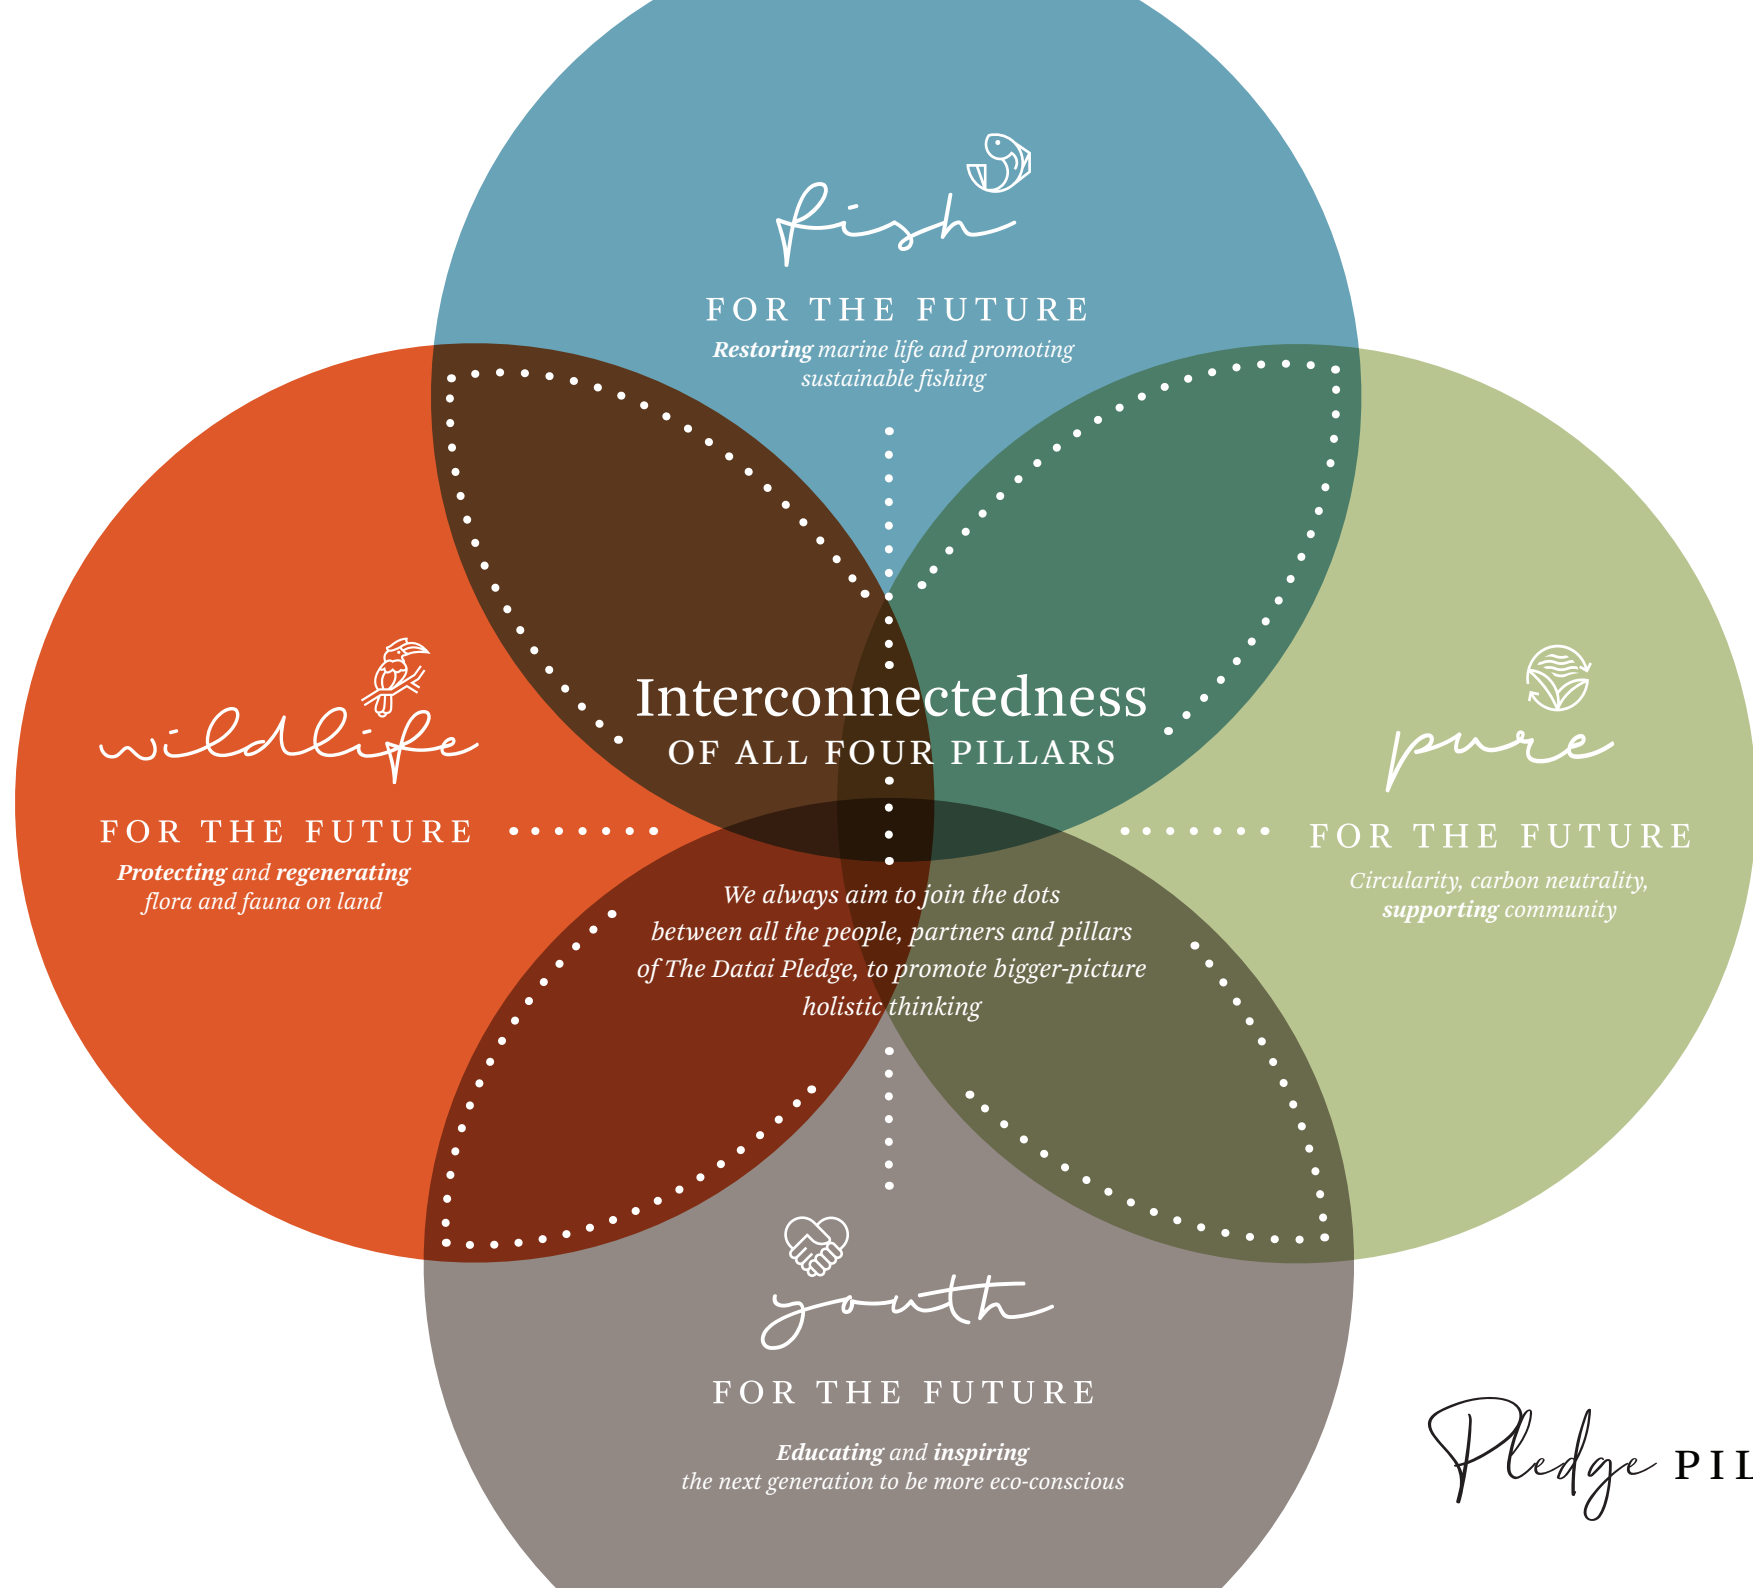 fish
FOR THE FUTURE
Restoring marine life and promoting
sustainable fishing
wildlife
FOR THE FUTURE
Protecting and regenerating
flora and fauna on land
Interconnectedness
OF ALL FOUR PILLARS
We always aim to join the dots
between all the people, partners and pillars
of The Datai Pledge, to promote bigger-picture
holistic thinking
pure
FOR THE FUTURE
Circularity, carbon neutrality,
supporting community
youth
FOR THE FUTURE
Educating and inspiring
the next generation to be more eco-conscious
Pledge PIL